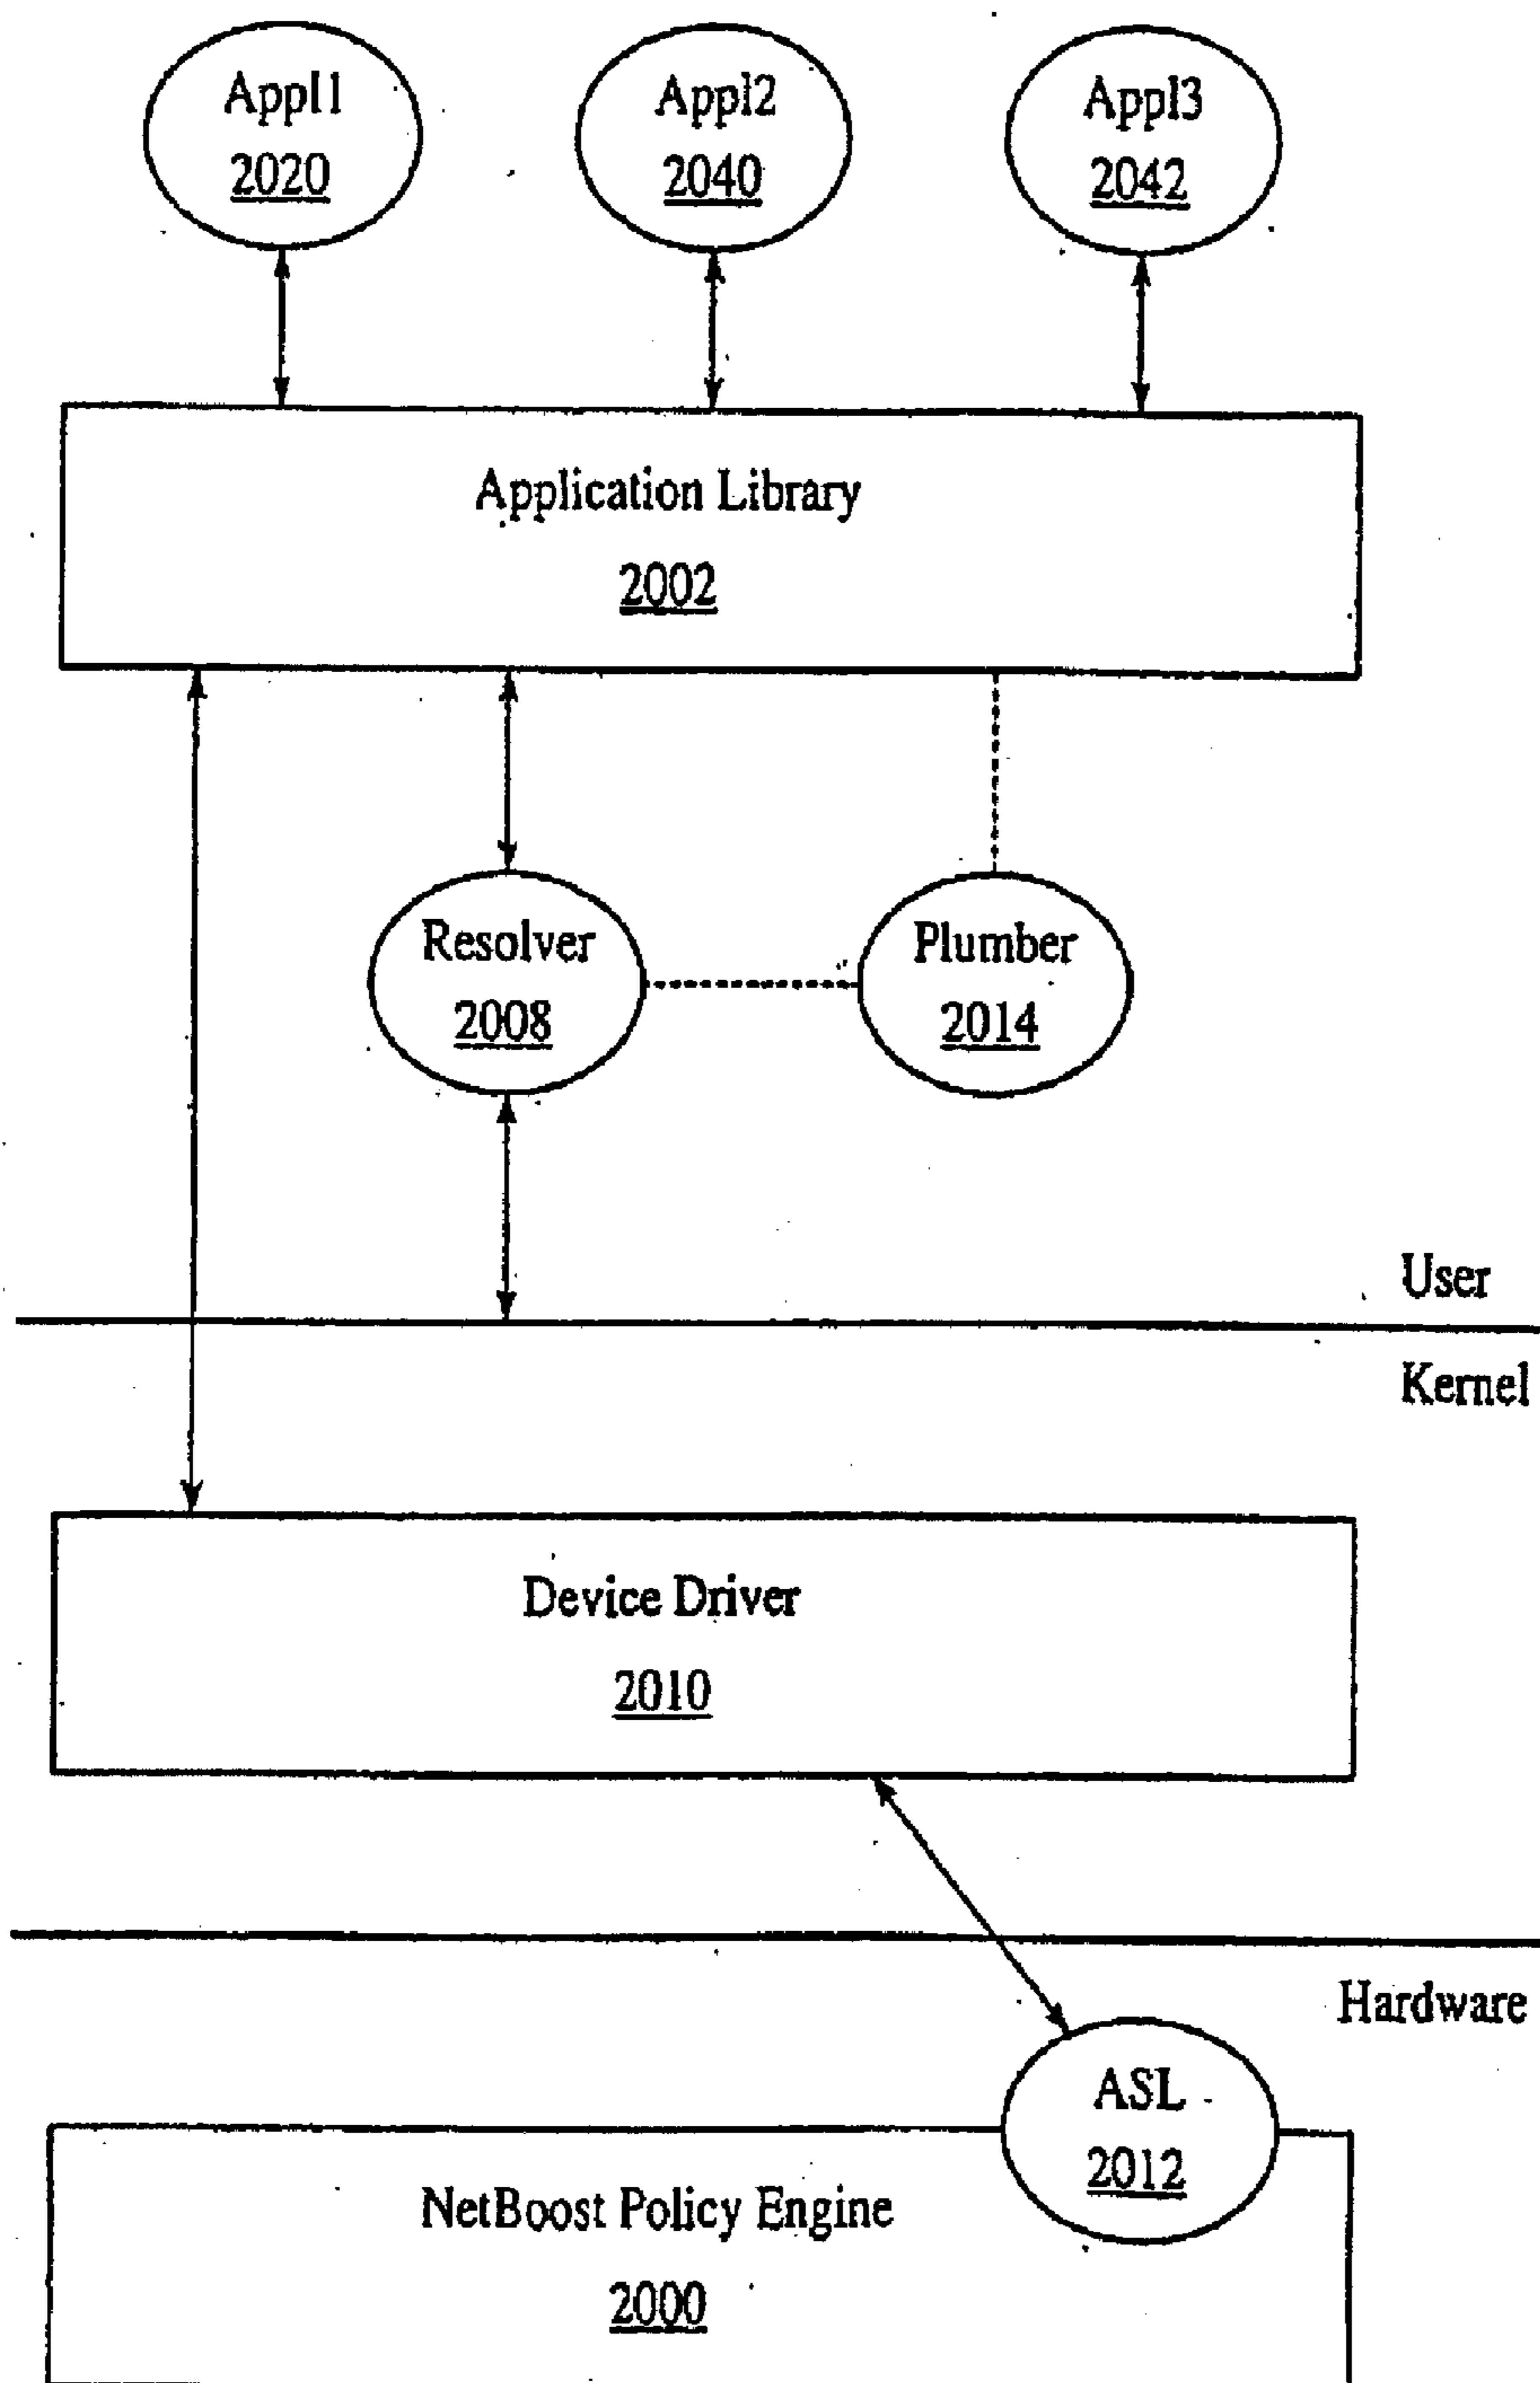 Appl1
2020
Appl2
2040
Appl3
2042
Application Library
2002
Resolver
2008
Plumber
2014
User
Kernel
Device Driver
2010
Hardware
ASL
2012
NetBoost Policy Engine
2000